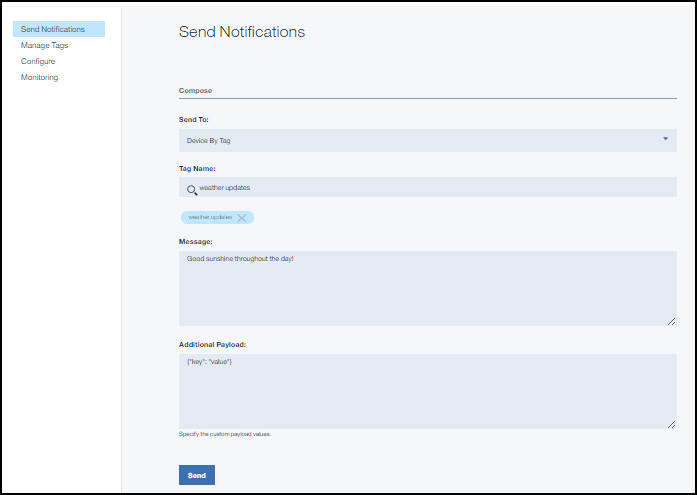 Send Notifications
Manage Tags
Configure
Monitoring
Send Notifications
Compose
Send To:
Device By Tag
Tag Name:
weather updates
weather updates
Message:
Good sunshine throughout the day!
Additional Payload:
{"key": "value"}
Specify the custom payload values.
Send